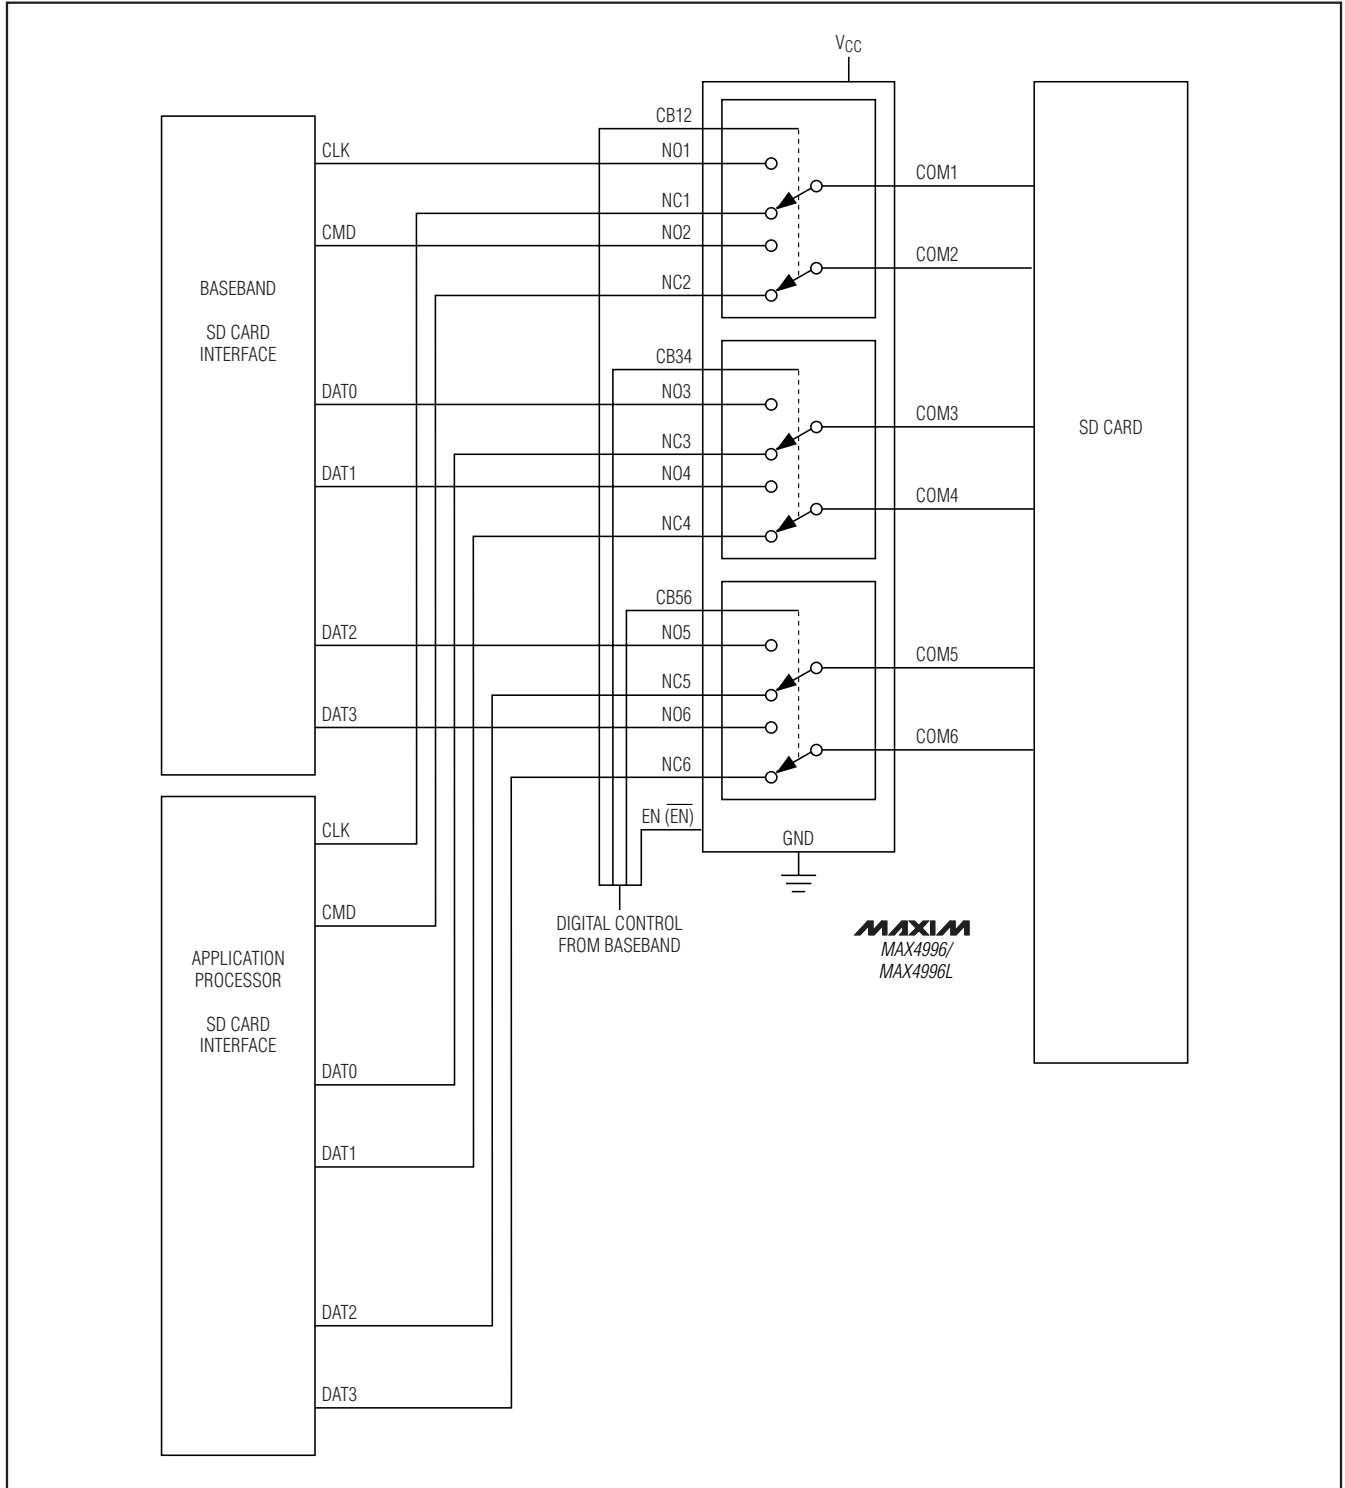 VCC
CB12
CLK
NO1
COM1
NC1
CMD
NO2
COM2
NC2
BASEBAND
SD CARD
INTERFACE
CB34
DAT0
NO3
COM3
SD CARD
NC3
DAT1
NO4
COM4
NC4
CB56
DAT2
NO5
COM5
NC5
DAT3
NO6
COM6
NC6
EN (E̅N̅)
GND
CLK
DIGITAL CONTROL
FROM BASEBAND
CMD
MAXIM
MAX4996/
MAX4996L
APPLICATION
PROCESSOR
SD CARD
INTERFACE
DAT0
DAT1
DAT2
DAT3